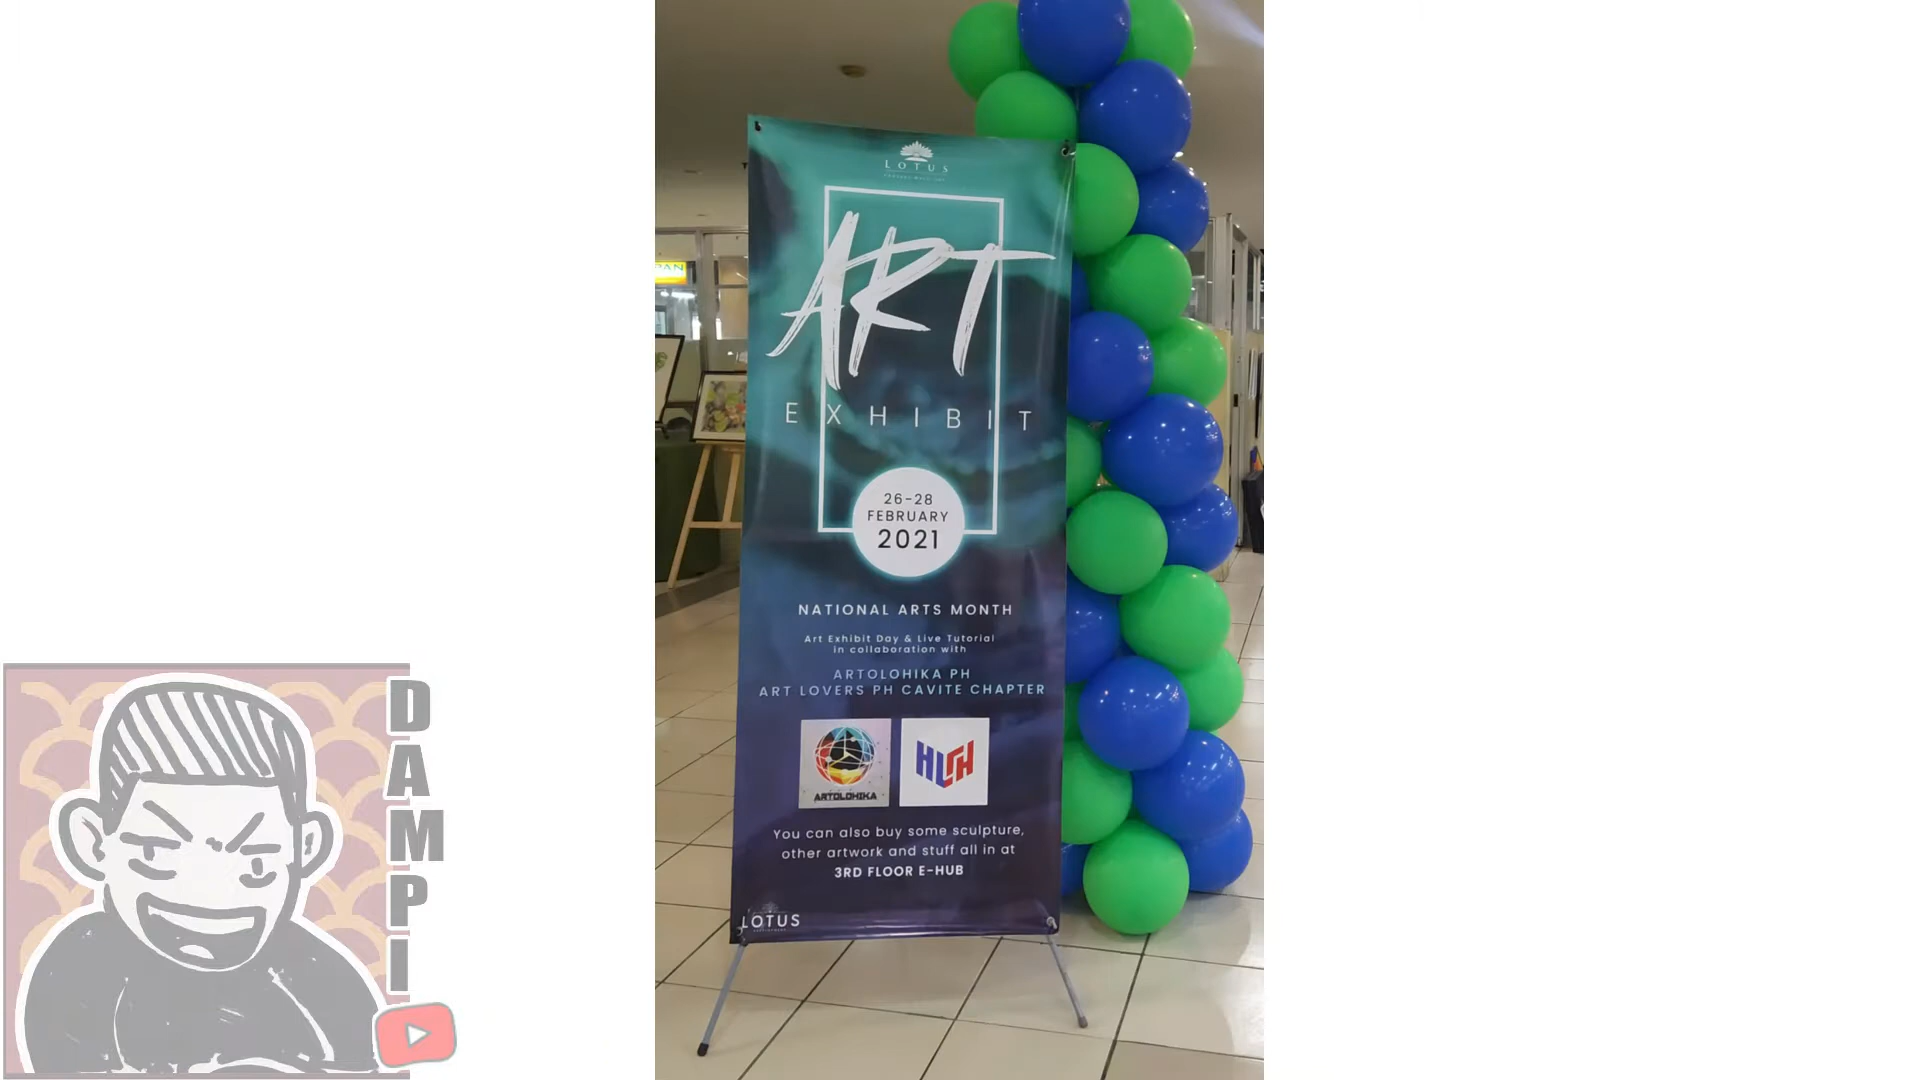 LOTUS
ART
EXHIBIT
26-28
FEBRUARY
2021
NATIONAL ARTS MONTH
Art Exhibit Day & Live Tutorial
in collaboration with
ARTOLOHIKA PH
ART LOVERS PH CAVITE CHAPTER
ARTOLOHIKA
You can also buy some sculpture,
other artwork and stuff all in at
3RD FLOOR E-HUB
LOTUS
PAN
DAMPI